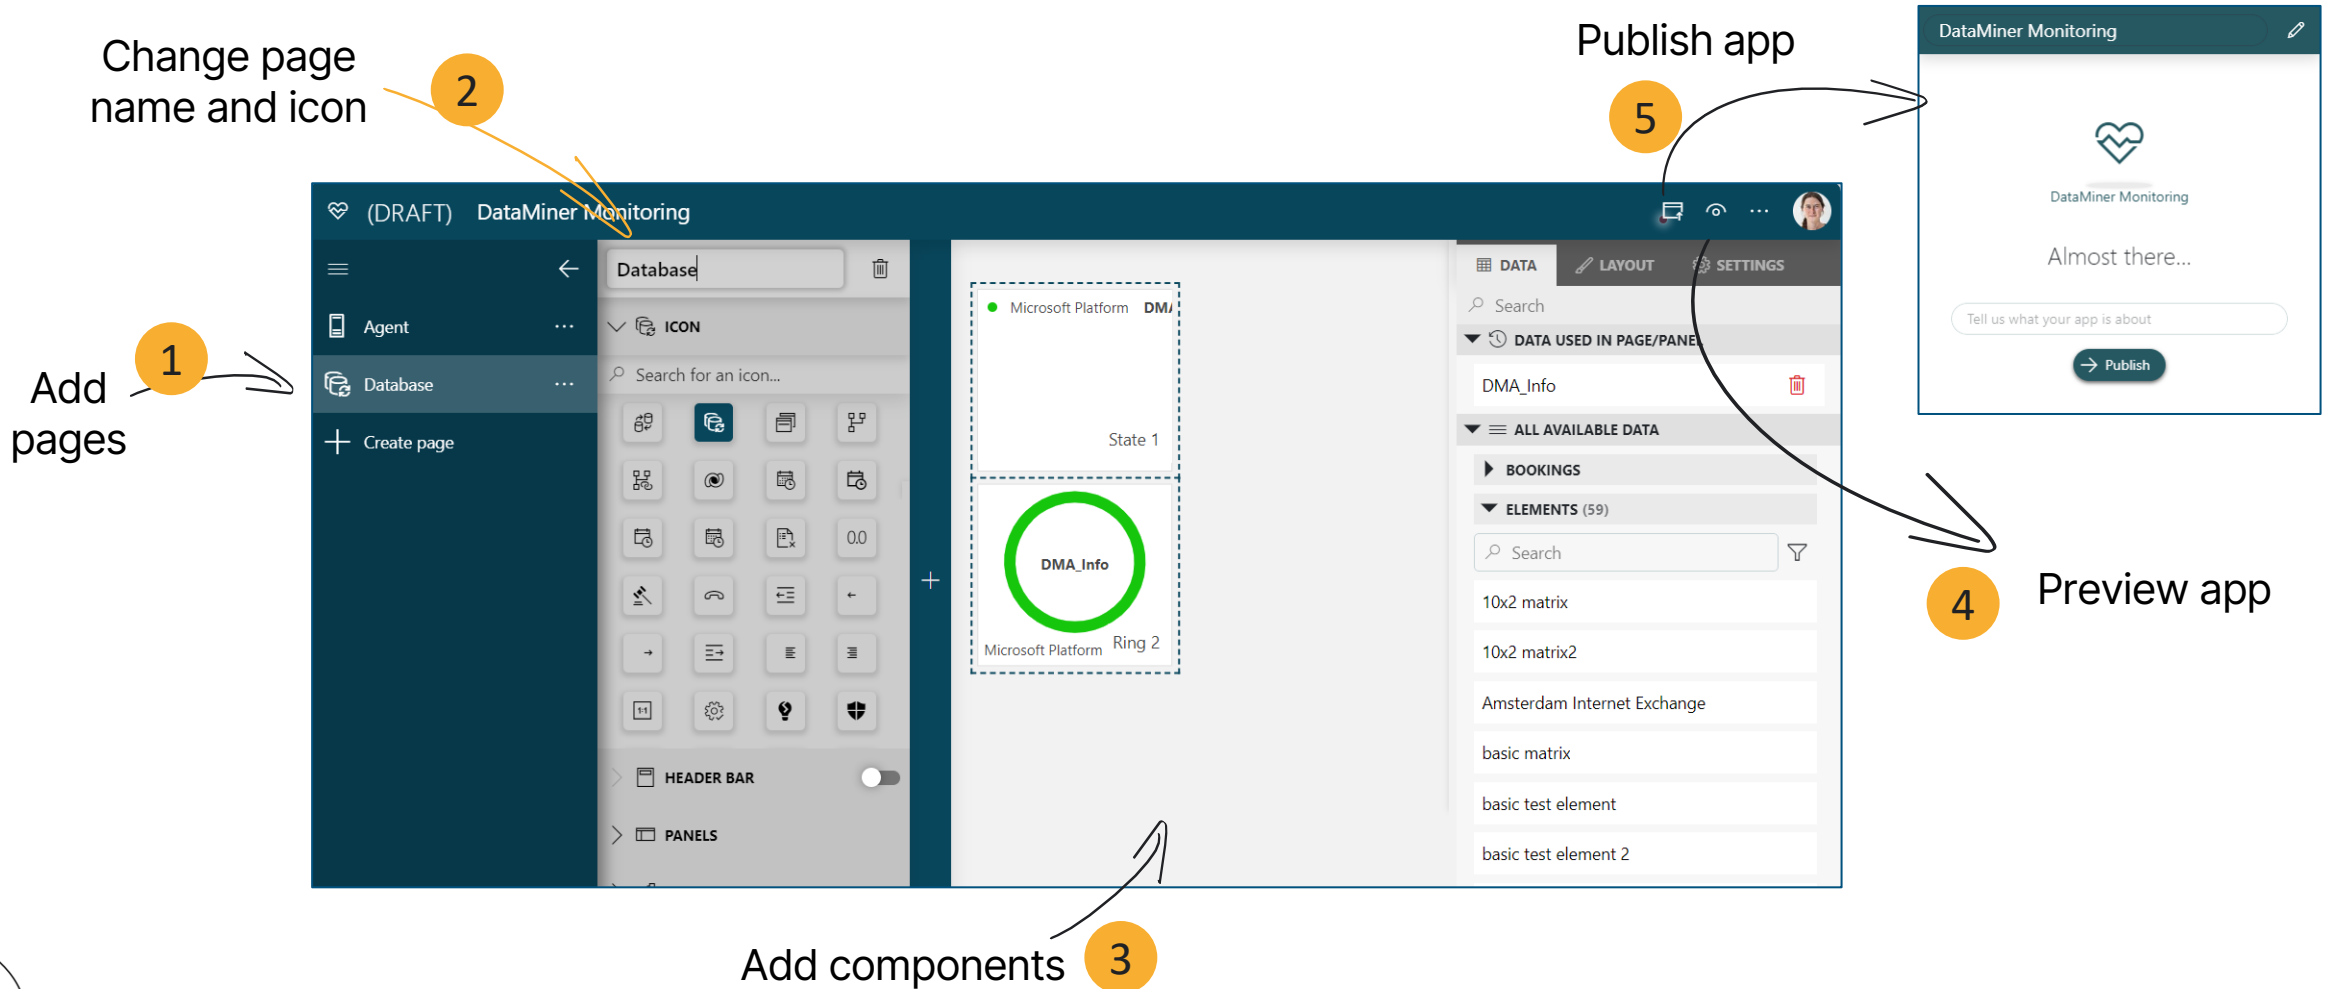 Change page
name and icon
2
Publish app
5
DataMiner Monitoring
DataMiner Monitoring
Almost there...
Tell us what your app is about
Publish
(DRAFT) DataMiner Monitoring
Add
pages
1
Agent
Database
Create page
Database
ICON
Search for an icon...
0.0
1:1
HEADER BAR
PANELS
Microsoft Platform DMA
State 1
DMA_Info
Microsoft Platform
Ring 2
DATA LAYOUT SETTINGS
Search
DATA USED IN PAGE/PANEL
DMA_Info
ALL AVAILABLE DATA
BOOKINGS
ELEMENTS (59)
Search
10x2 matrix
10x2 matrix2
Amsterdam Internet Exchange
basic matrix
basic test element
basic test element 2
4
Preview app
Add components
3